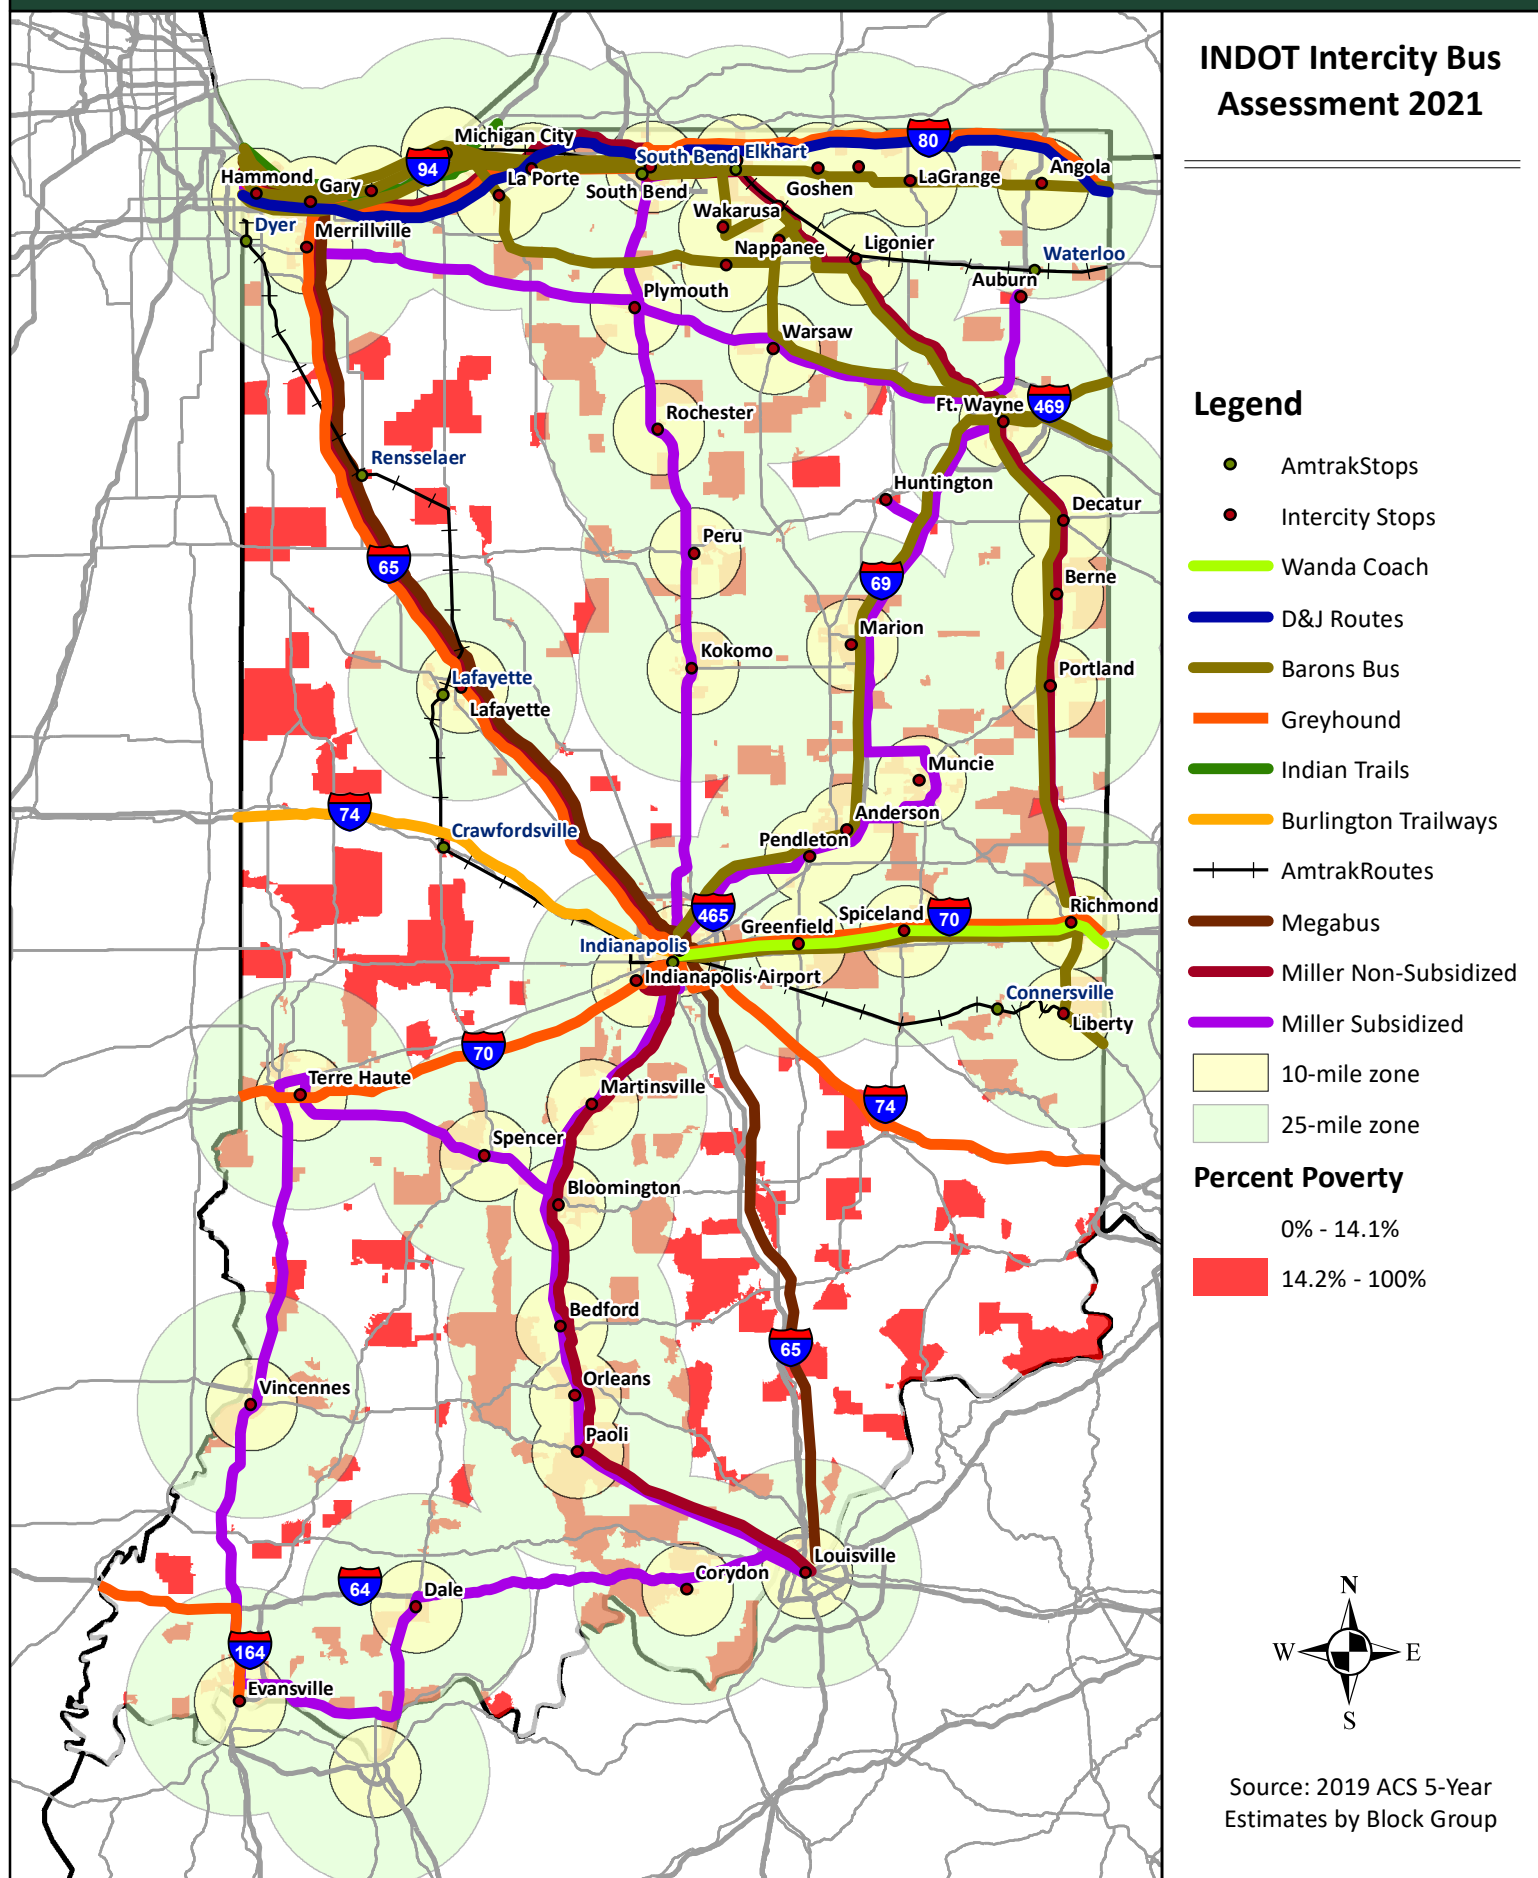 INDOT Intercity Bus
Assessment 2021
Michigan City
80
94
South Bend
Elkhart
Hammond
Gary
La Porte
South Bend
Goshen
LaGrange
Angola
Wakarusa
Dyer
Merrillville
Nappanee
Ligonier
Waterloo
Auburn
Plymouth
Warsaw
Ft. Wayne
469
Rochester
Rensselaer
Huntington
Decatur
Peru
65
69
Berne
Marion
Kokomo
Portland
Lafayette
Lafayette
Muncie
74
Anderson
Crawfordsville
Pendleton
465
Greenfield
Spiceland
70
Richmond
Indianapolis
Indianapolis Airport
Connersville
Liberty
70
Terre Haute
Martinsville
74
Spencer
Bloomington
Bedford
65
Vincennes
Orleans
Paoli
Louisville
64
Dale
Corydon
164
Evansville
Legend
AmtrakStops
Intercity Stops
Wanda Coach
D&J Routes
Barons Bus
Greyhound
Indian Trails
Burlington Trailways
AmtrakRoutes
Megabus
Miller Non-Subsidized
Miller Subsidized
10-mile zone
25-mile zone
Percent Poverty
0% - 14.1%
14.2% - 100%
N
W
E
S
Source: 2019 ACS 5-Year
Estimates by Block Group